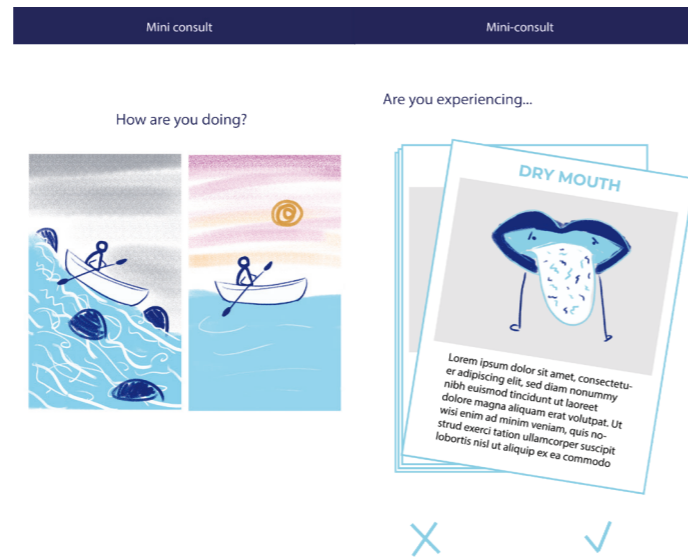 Mini consult
How are you doing?
Mini-consult
Are you experiencing...
DRY MOUTH
Lorem ipsum dolor sit amet, consectetu-
er adipiscing elit, sed diam nonummy
nibh euismod tincidunt ut laoreet
dolore magna aliquam erat volutpat. Ut
wisi enim ad minim veniam, quis no-
strud exerci tation ullamcorper suscipit
lobortis nisl ut aliquip ex ea commodo